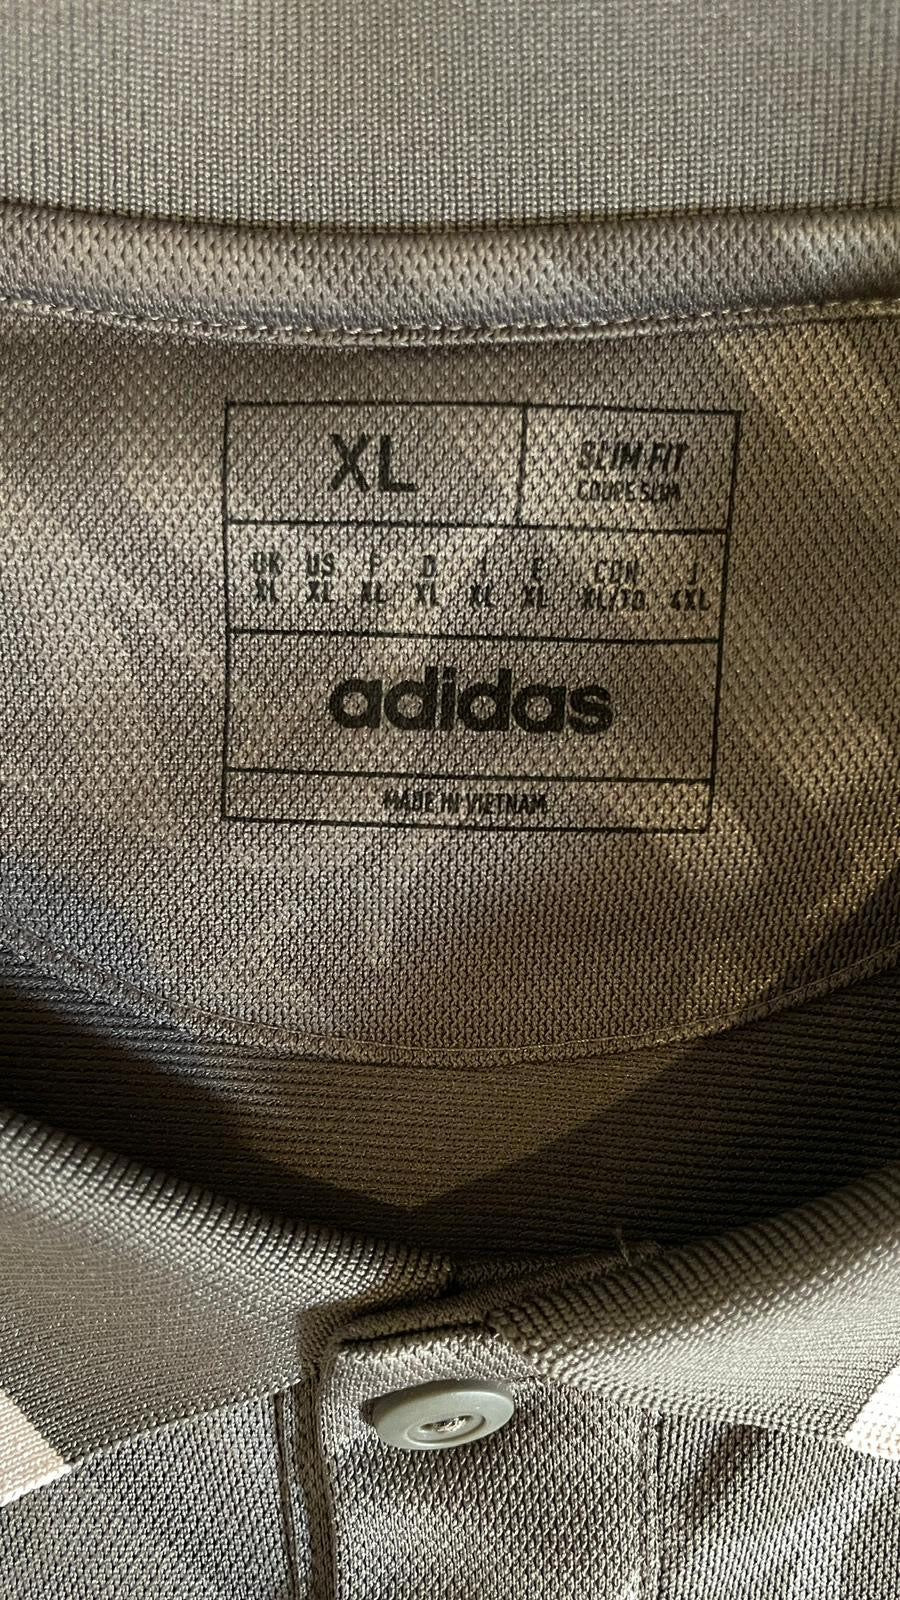 XL
SLIM FIT
COUPE SLIM
UK US F D I E CDN J
XL XL XL XL XL XL XL/TG 4XL
adidas
MADE IN VIETNAM